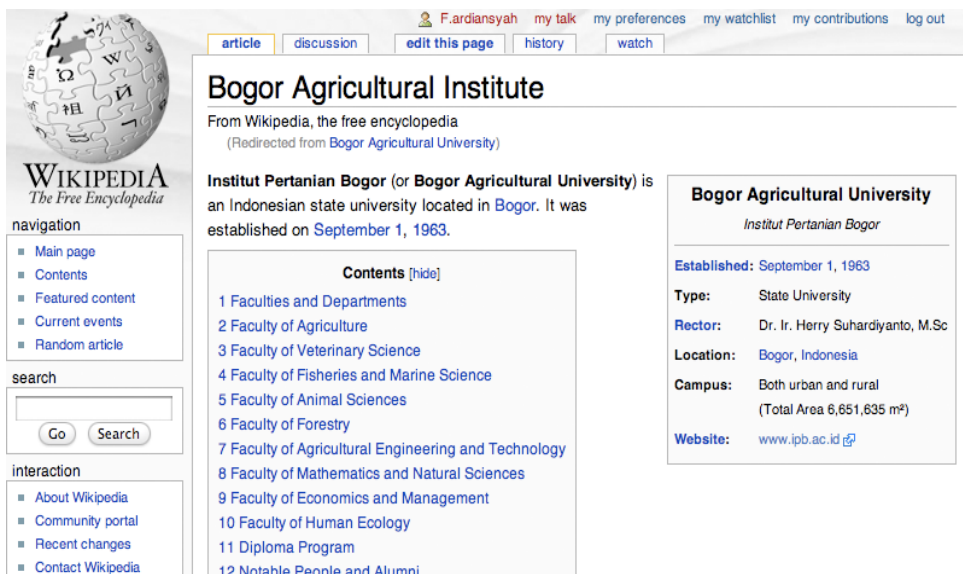 F.ardiansyah my talk my preferences my watchlist my contributions log out
article discussion edit this page history watch
Bogor Agricultural Institute
From Wikipedia, the free encyclopedia
(Redirected from Bogor Agricultural University)
WIKIPEDIA
The Free Encyclopedia
navigation
Main page
Contents
Featured content
Current events
Random article
search
Go Search
interaction
About Wikipedia
Community portal
Recent changes
Contact Wikipedia
Institut Pertanian Bogor (or Bogor Agricultural University) is
an Indonesian state university located in Bogor. It was
established on September 1, 1963.
Contents [hide]
1 Faculties and Departments
2 Faculty of Agriculture
3 Faculty of Veterinary Science
4 Faculty of Fisheries and Marine Science
5 Faculty of Animal Sciences
6 Faculty of Forestry
7 Faculty of Agricultural Engineering and Technology
8 Faculty of Mathematics and Natural Sciences
9 Faculty of Economics and Management
10 Faculty of Human Ecology
11 Diploma Program
12 Notable People and Alumni
Bogor Agricultural University
Institut Pertanian Bogor
Established: September 1, 1963
Type: State University
Rector: Dr. Ir. Herry Suhardiyanto, M.Sc
Location: Bogor, Indonesia
Campus: Both urban and rural
(Total Area 6,651,635 m²)
Website: www.ipb.ac.id